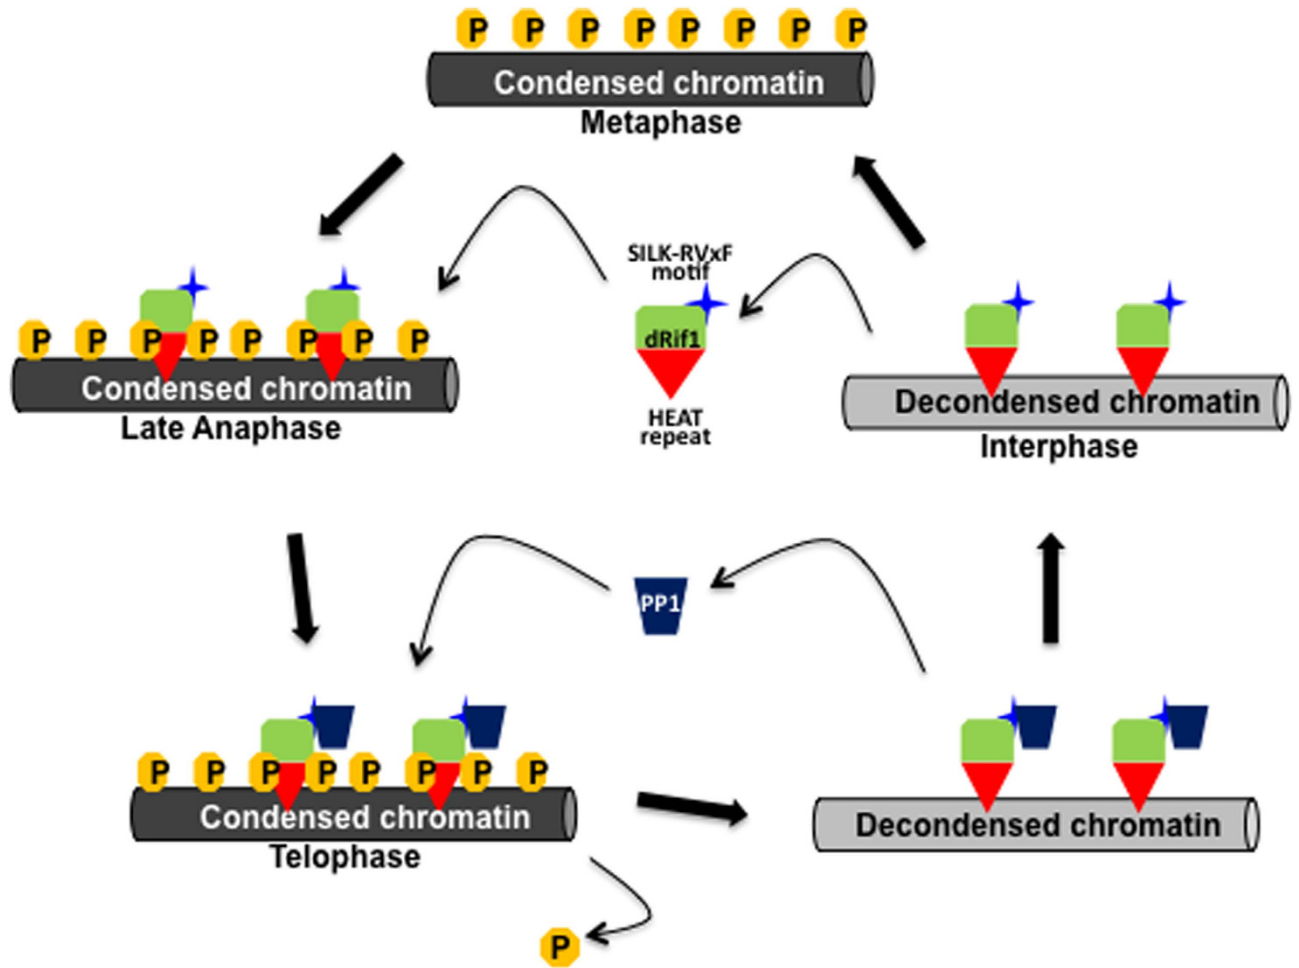 P P P P P P P P
Condensed chromatin
Metaphase
SILK-RVxF
motif
dRif1
HEAT
repeat
P P P P P P P P
Condensed chromatin
Late Anaphase
Decondensed chromatin
Interphase
PP1
P P P P P P P P
Condensed chromatin
Telophase
Decondensed chromatin
P